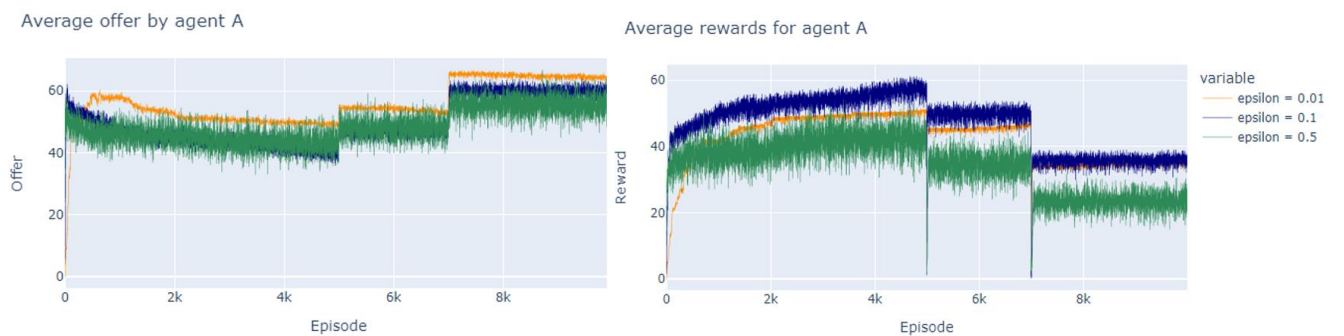 Average offer by agent A
60
40
20
0
Offer
0
2k
4k
6k
8k
Episode
Average rewards for agent A
60
40
20
0
Reward
0
2k
4k
6k
8k
Episode
variable
epsilon = 0.01
epsilon = 0.1
epsilon = 0.5